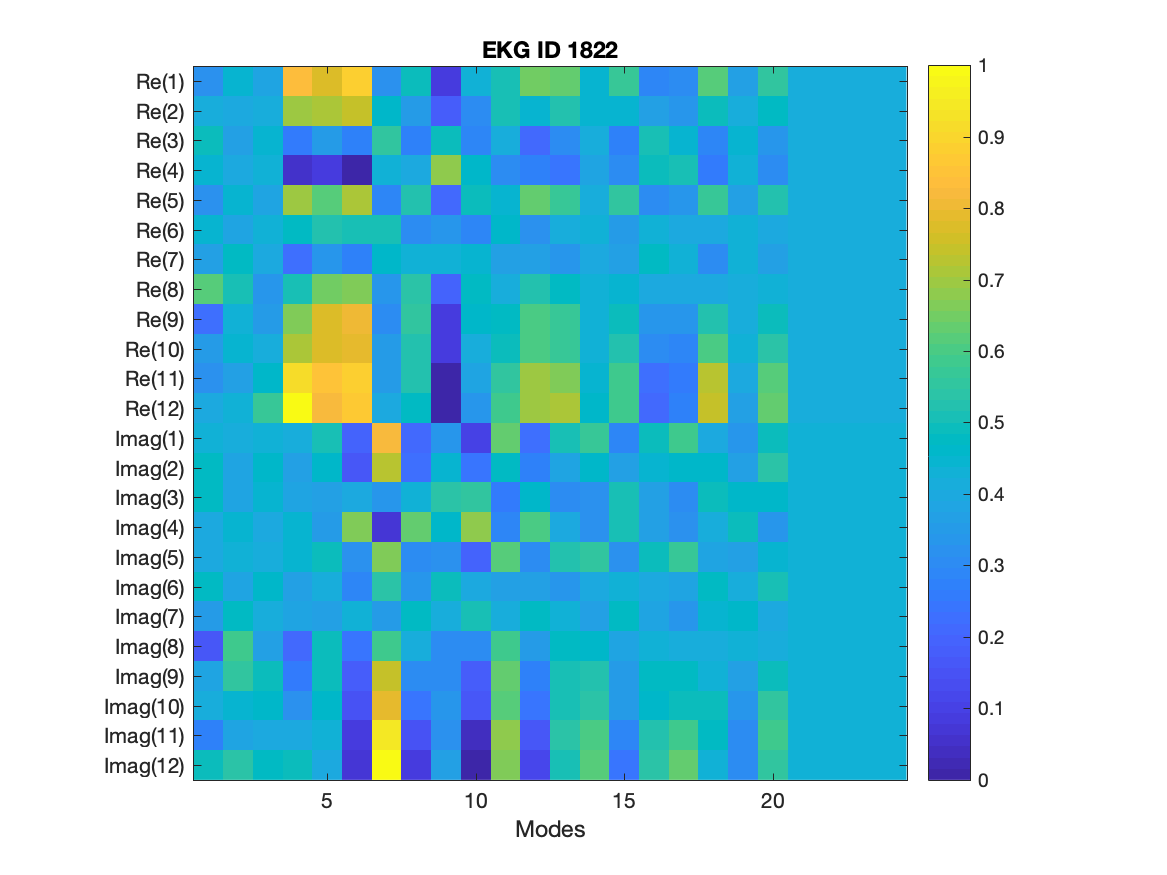 EKG ID 1822
Re(1)
Re(2)
Re(3)
Re(4)
Re(5)
Re(6)
Re(7)
Re(8)
Re(9)
Re(10)
Re(11)
Re(12)
Imag(1)
Imag(2)
Imag(3)
Imag(4)
Imag(5)
Imag(6)
Imag(7)
Imag(8)
Imag(9)
Imag(10)
Imag(11)
Imag(12)
5 10 15 20
Modes
1
0.9
0.8
0.7
0.6
0.5
0.4
0.3
0.2
0.1
0